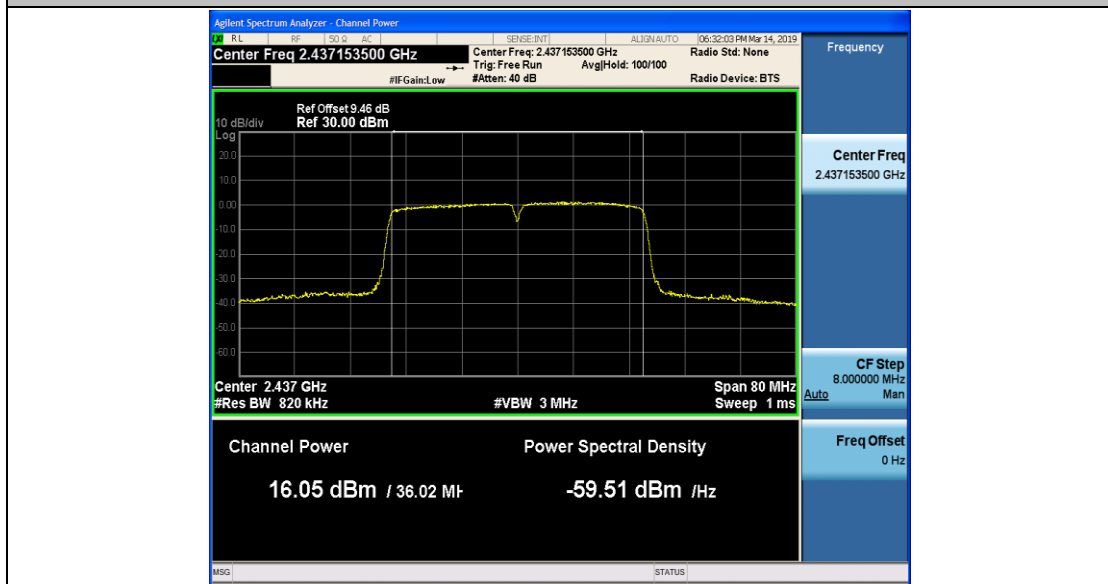 Agilent Spectrum Analyzer - Channel Power
RL RF 50 Ω AC SENSE:INT ALIGN AUTO 06:32:03 PM Mar 14, 2019
Center Freq 2.437153500 GHz
Center Freq: 2.437153500 GHz
Radio Std: None
Trig: Free Run Avg|Hold: 100/100
#IFGain:Low
#Atten: 40 dB
Radio Device: BTS
Frequency
Ref Offset 9.46 dB
10 dB/div Ref 30.00 dBm
Log
20.0
10.0
0.00
-10.0
-20.0
-30.0
-40.0
-50.0
-60.0
Center 2.437 GHz
Span 80 MHz
#Res BW 820 kHz
#VBW 3 MHz
Sweep 1 ms
Center Freq
2.437153500 GHz
CF Step
8.000000 MHz
Auto Man
Freq Offset
0 Hz
Channel Power
Power Spectral Density
16.05 dBm / 36.02 MH
-59.51 dBm /Hz
MSG
STATUS